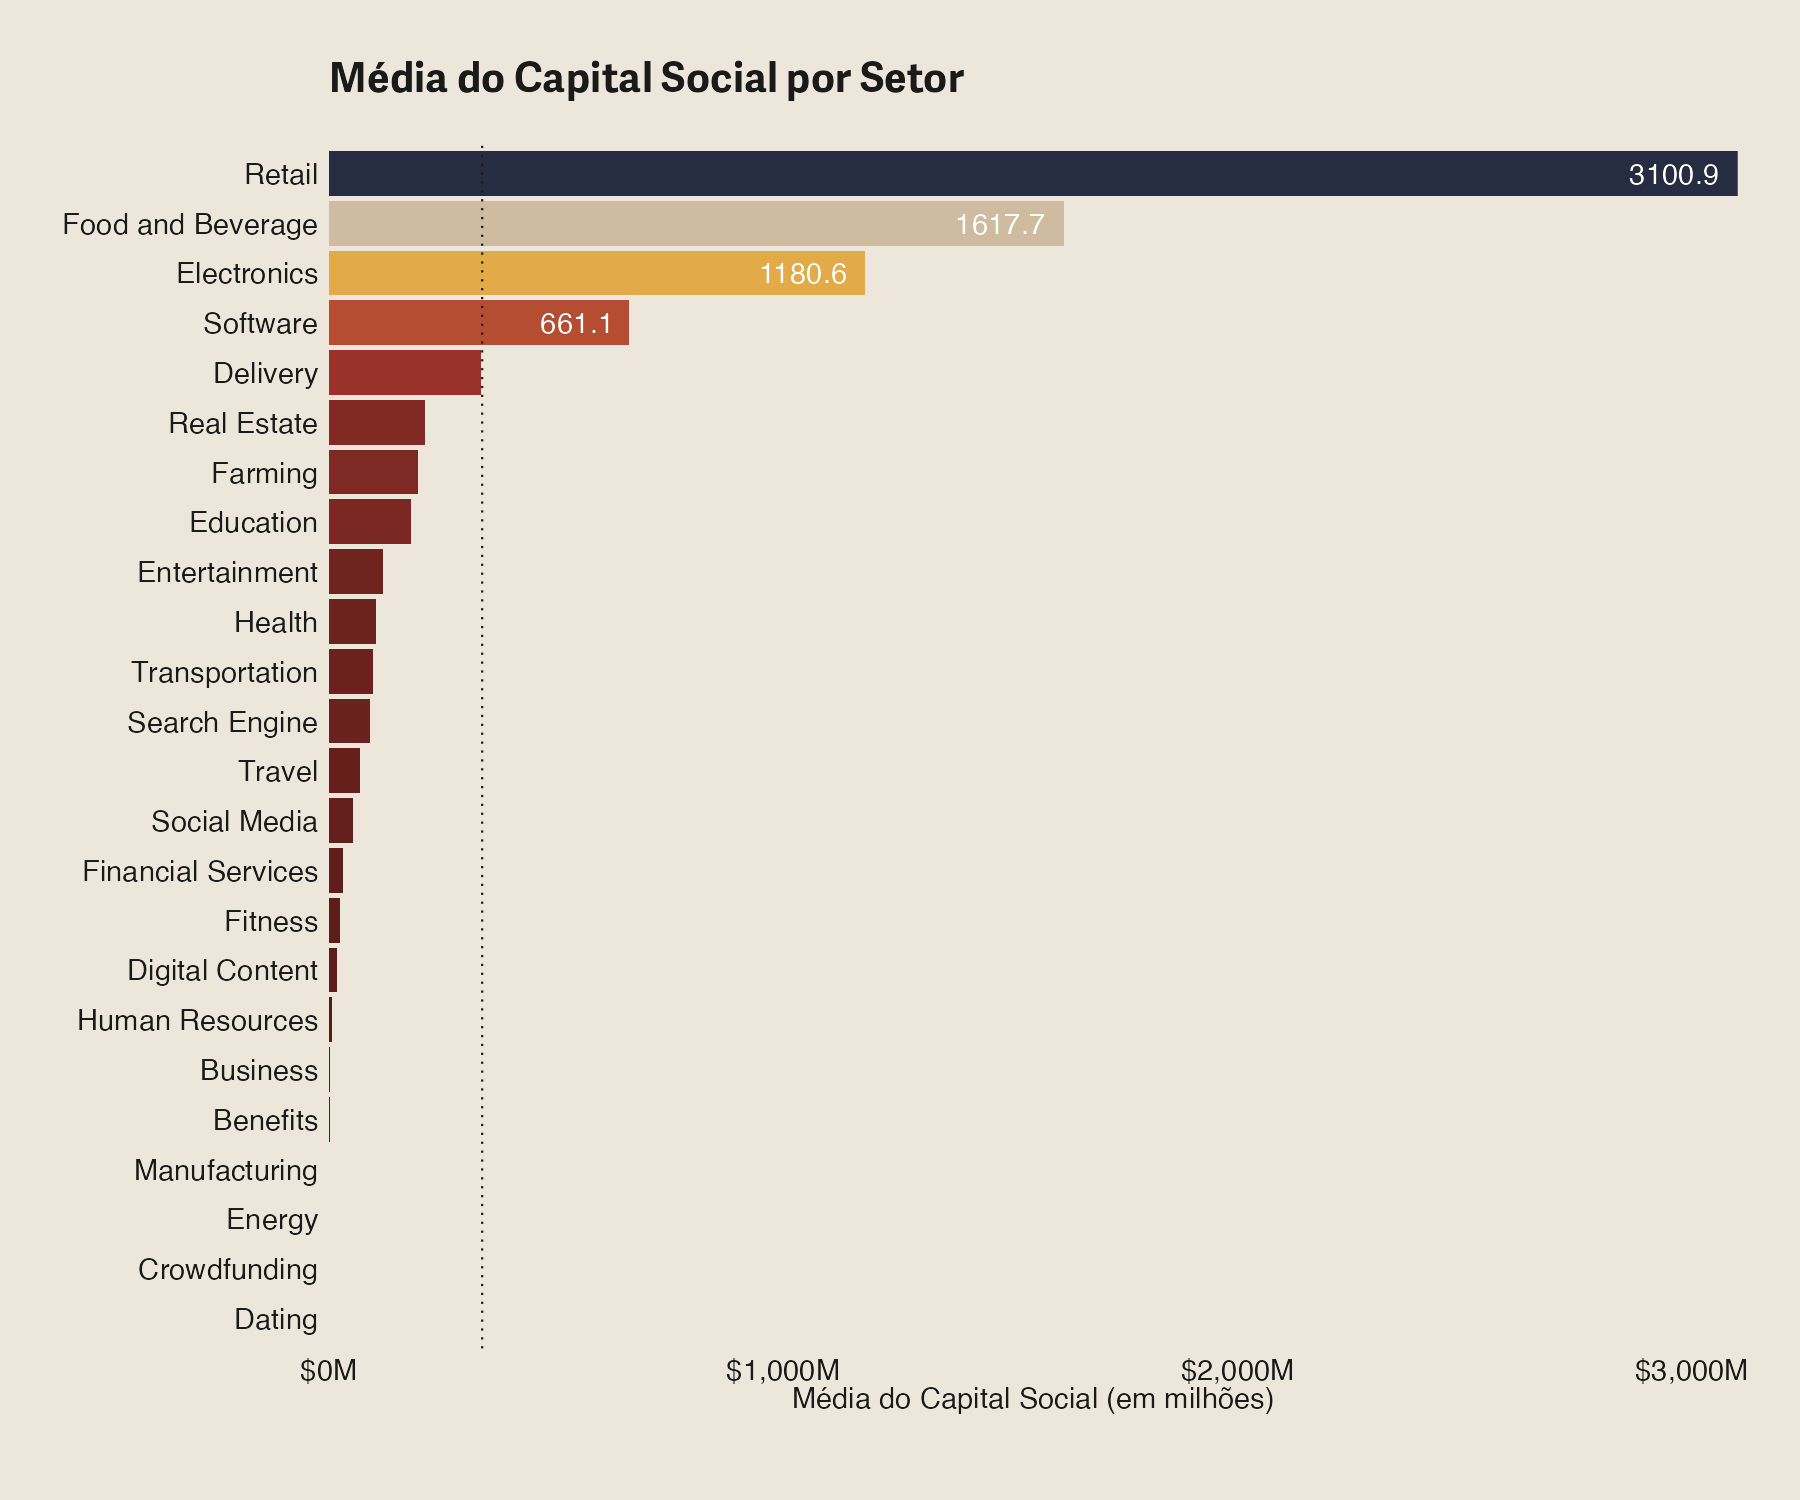 Média do Capital Social por Setor
Retail 3100.9
Food and Beverage 1617.7
Electronics 1180.6
Software 661.1
Delivery
Real Estate
Farming
Education
Entertainment
Health
Transportation
Search Engine
Travel
Social Media
Financial Services
Fitness
Digital Content
Human Resources
Business
Benefits
Manufacturing
Energy
Crowdfunding
Dating
$0M $1,000M $2,000M $3,000M
Média do Capital Social (em milhões)